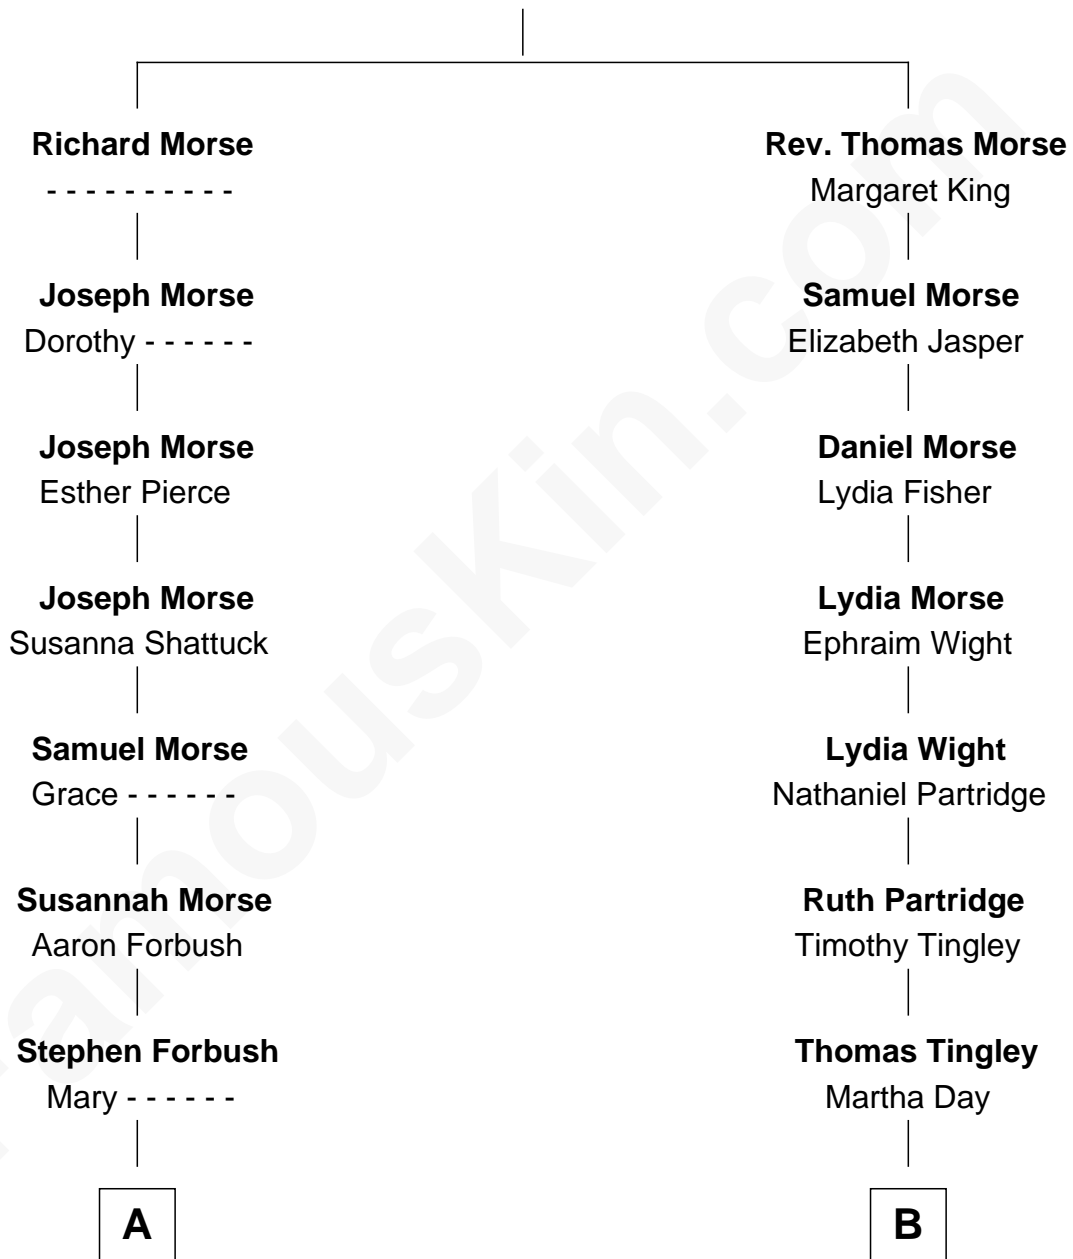 Richard Morse
- - - - - - - - - -
Joseph Morse
Dorothy - - - - - -
Joseph Morse
Esther Pierce
Joseph Morse
Susanna Shattuck
Samuel Morse
Grace - - - - - -
Susannah Morse
Aaron Forbush
Stephen Forbush
Mary - - - - - -
A
Rev. Thomas Morse
Margaret King
Samuel Morse
Elizabeth Jasper
Daniel Morse
Lydia Fisher
Lydia Morse
Ephraim Wight
Lydia Wight
Nathaniel Partridge
Ruth Partridge
Timothy Tingley
Thomas Tingley
Martha Day
B
FamousKin.com